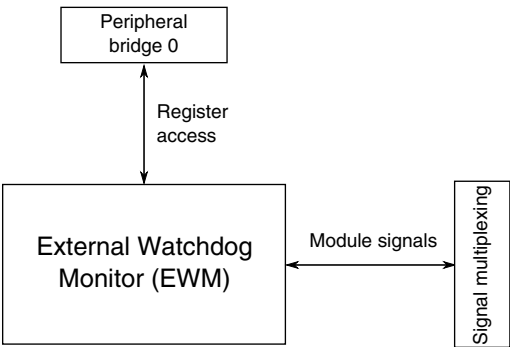 Peripheral
bridge 0
Register
access
External Watchdog
Monitor (EWM)
Module signals
Signal multiplexing